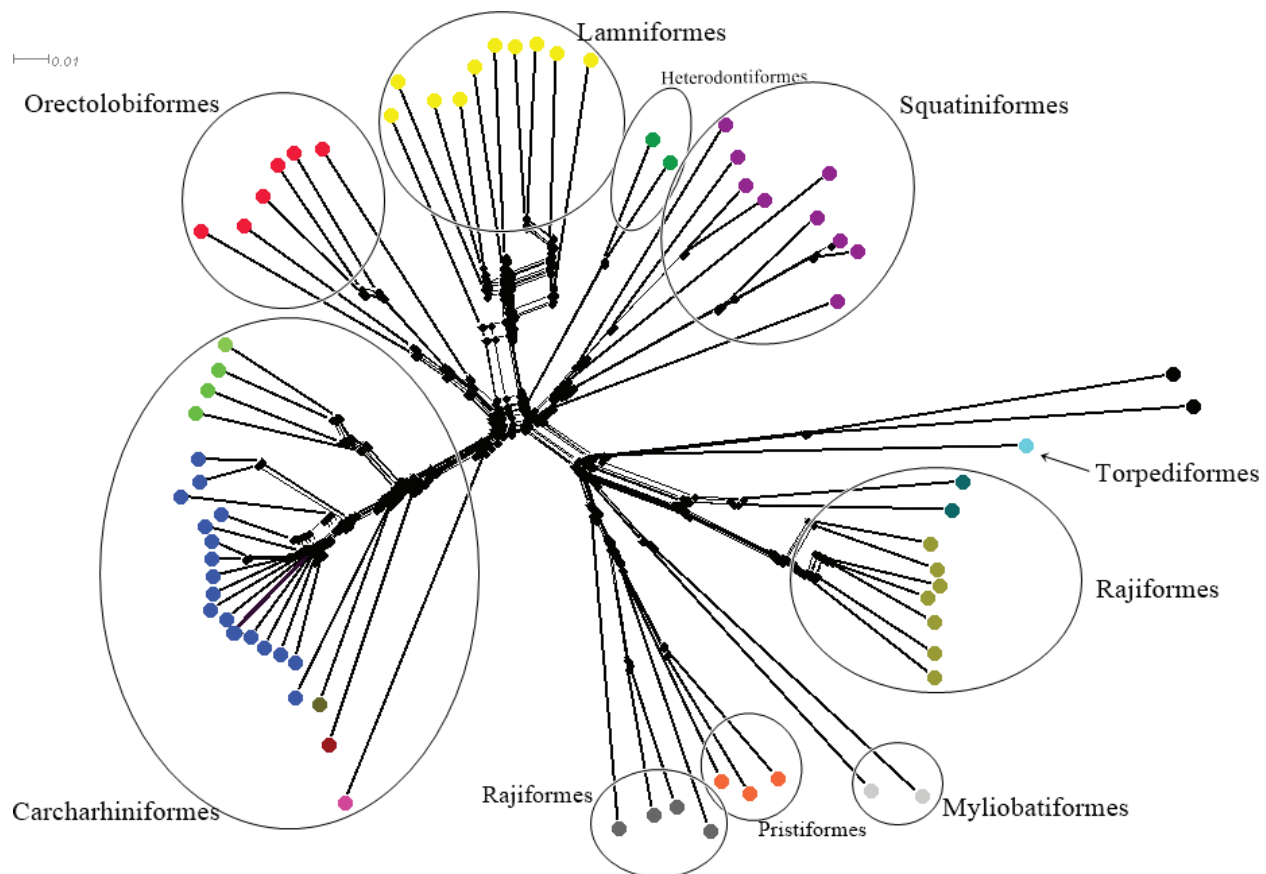 Lamniformes
0.01
Heterodontiformes
Orectolobiformes
Squatiniformes
Torpediformes
Rajiformes
Rajiformes
Carcharhiniformes
Myliobatiformes
Pristiformes